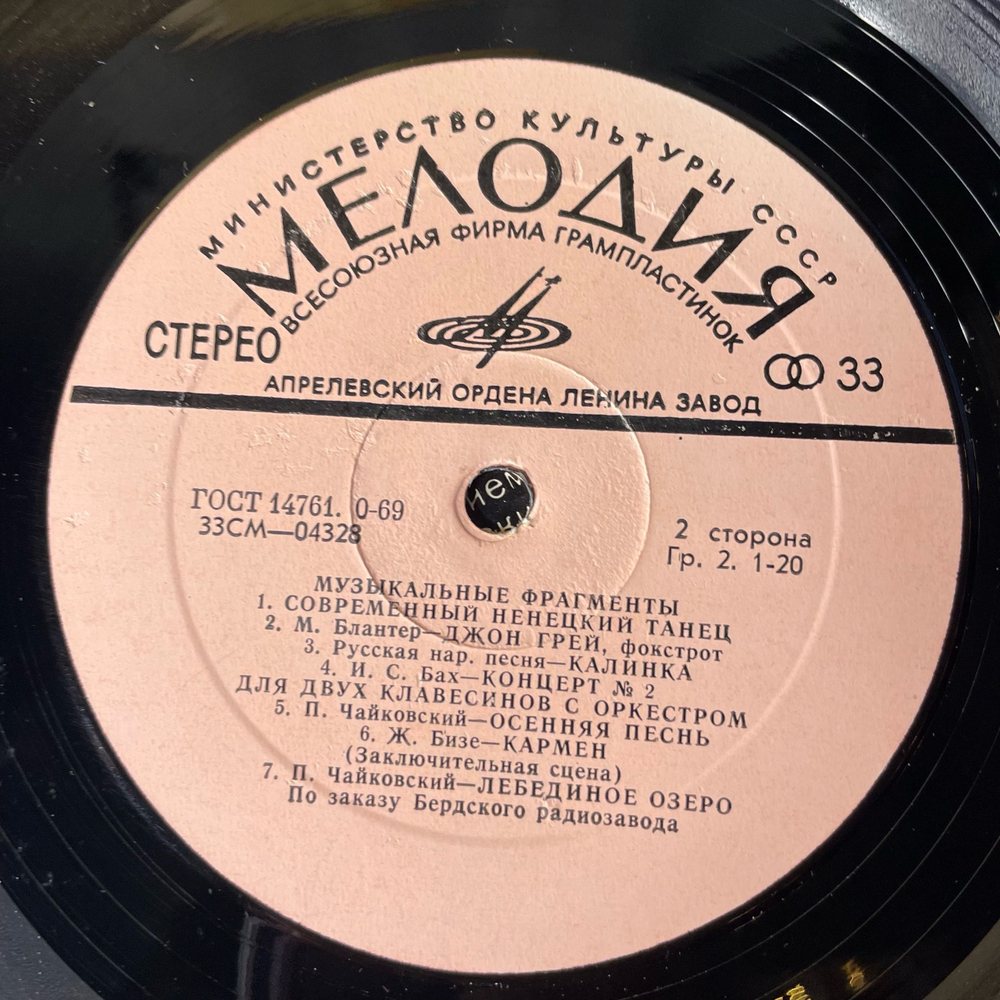 МИНИСТЕРСТВО КУЛЬТУРЫ СССР
МЕЛОДИЯ
ВСЕСОЮЗНАЯ ФИРМА ГРАМПЛАСТИНОК
СТЕРЕО
33
АПРЕЛЕВСКИЙ ОРДЕНА ЛЕНИНА ЗАВОД
ГОСТ 14761. 0-69
33СМ—04328
2 сторона
Гр. 2. 1-20
МУЗЫКАЛЬНЫЕ ФРАГМЕНТЫ
1. СОВРЕМЕННЫЙ НЕНЕЦКИЙ ТАНЕЦ
2. М. Блантер—ДЖОН ГРЕЙ, фокстрот
3. Русская нар. песня—КАЛИНКА
4. И. С. Бах—КОНЦЕРТ № 2
ДЛЯ ДВУХ КЛАВЕСИНОВ С ОРКЕСТРОМ
5. П. Чайковский—ОСЕННЯЯ ПЕСНЬ
6. Ж. Бизе—КАРМЕН
(Заключительная сцена)
7. П. Чайковский—ЛЕБЕДИНОЕ ОЗЕРО
По заказу Бердского радиозавода